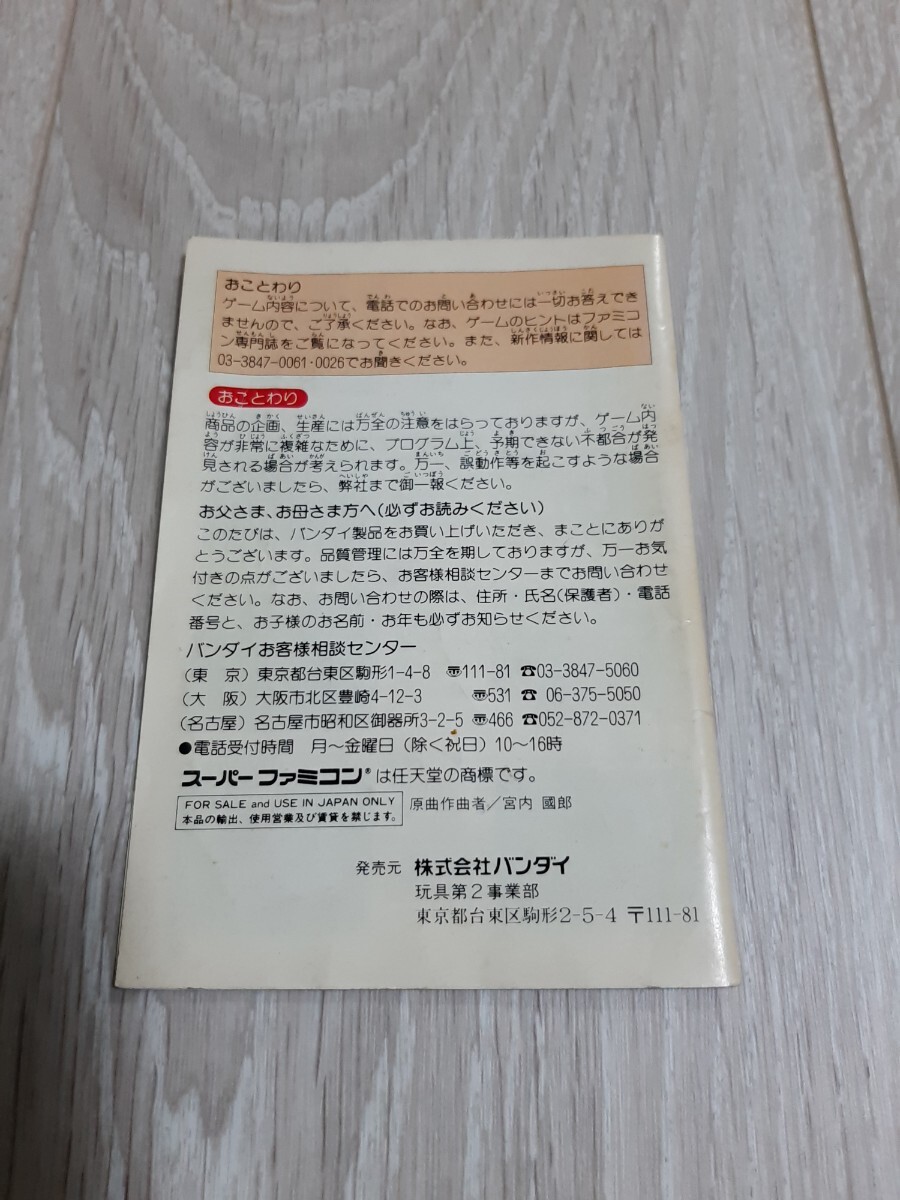 おことわり
ゲーム内容について、電話でのお問い合わせには一切お答えでき
ませんので、ご了承ください。なお、ゲームのヒントはファミコ
ン専門誌をご覧になってください。また、新作情報に関しては
03-3847-0061・0026でお聞きください。
おことわり
商品の企画、生産には万全の注意をはらっておりますが、ゲーム内
容が非常に複雑なために、プログラム上、予期できない不都合が発
見される場合が考えられます。万一、誤動作等を起こすような場合
がございましたら、弊社まで御一報ください。
お父さま、お母さま方へ(必ずお読みください)
このたびは、バンダイ製品をお買い上げいただき、まことにありが
とうございます。品質管理には万全を期しておりますが、万一お気
付きの点がございましたら、お客様相談センターまでお問い合わせ
ください。なお、お問い合わせの際は、住所・氏名(保護者)・電話
番号と、お子様のお名前・お年も必ずお知らせください。
バンダイお客様相談センター
(東 京) 東京都台東区駒形1-4-8 〠111-81 ☎03-3847-5060
(大 阪) 大阪市北区豊崎4-12-3 〠531 ☎ 06-375-5050
(名古屋) 名古屋市昭和区御器所3-2-5 〠466 ☎052-872-0371
●電話受付時間 月〜金曜日(除く祝日)10〜16時
スーパーファミコン®は任天堂の商標です。
FOR SALE and USE IN JAPAN ONLY
本品の輸出、使用営業及び賃貸を禁じます。
原曲作曲者/宮内 國郎
発売元 株式会社バンダイ
玩具第2事業部
東京都台東区駒形2-5-4 〒111-81